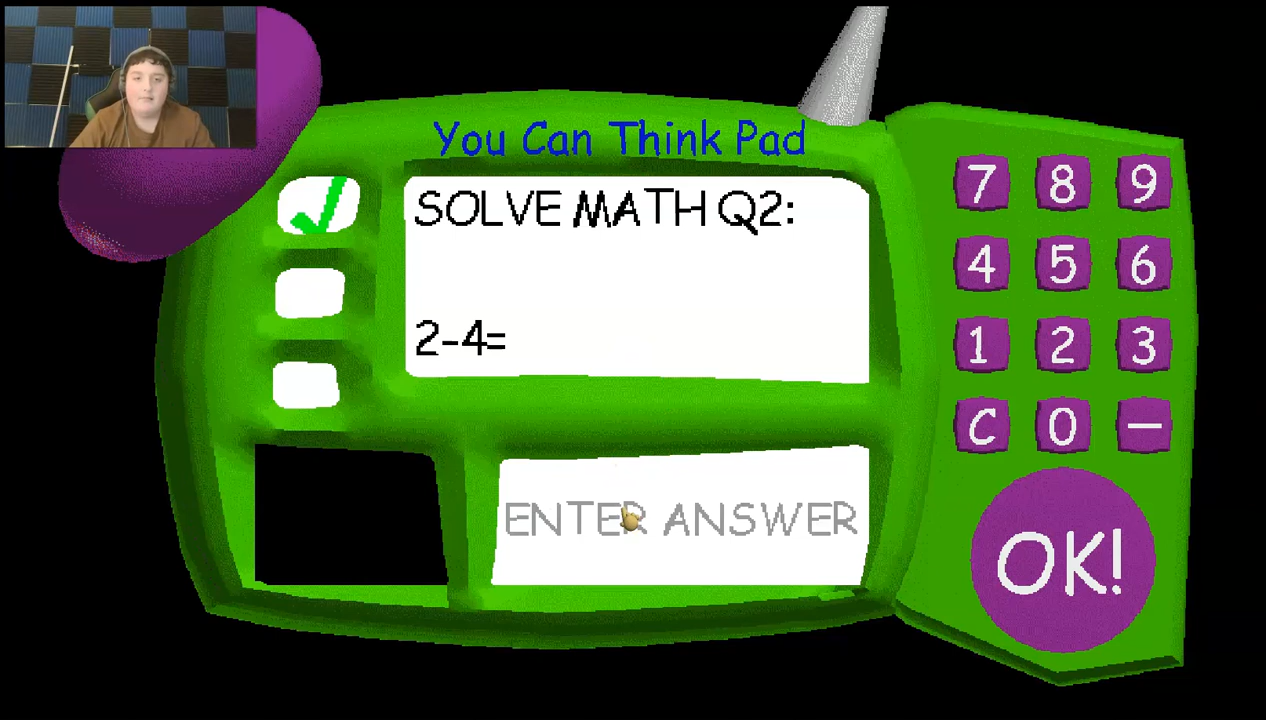 You Can Think Pad
SOLVE MATH Q2:
2-4=
ENTER ANSWER
7 8 9
4 5 6
1 2 3
C 0 -
OK!